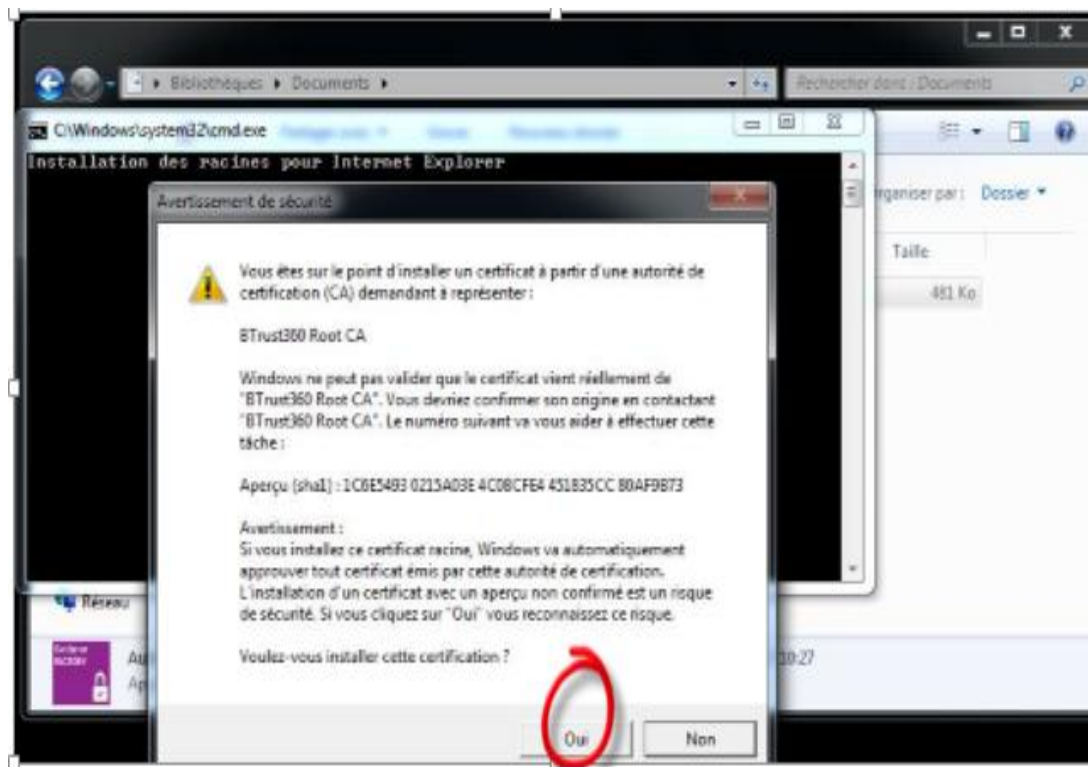 Bibliothèques ▸ Documents ▸
Rechercher dans : Documents
C:\Windows\system32\cmd.exe
Installation des racines pour Internet Explorer
Organiser par : Dossier
Taille
481 Ko
Avertissement de sécurité
Vous êtes sur le point d'installer un certificat à partir d'une autorité de
certification (CA) demandant à représenter :
BTrust360 Root CA
Windows ne peut pas valider que le certificat vient réellement de
"BTrust360 Root CA". Vous devriez confirmer son origine en contactant
"BTrust360 Root CA". Le numéro suivant va vous aider à effectuer cette
tâche :
Aperçu (sha1) : 1C6E5493 0215A03E 4C08CFE4 451835CC 80AF9B73
Avertissement :
Si vous installez ce certificat racine, Windows va automatiquement
approuver tout certificat émis par cette autorité de certification.
L'installation d'un certificat avec un aperçu non confirmé est un risque
de sécurité. Si vous cliquez sur "Oui" vous reconnaissez ce risque.
Voulez-vous installer cette certification ?
Oui
Non
Réseau
Au
Ap
10:27